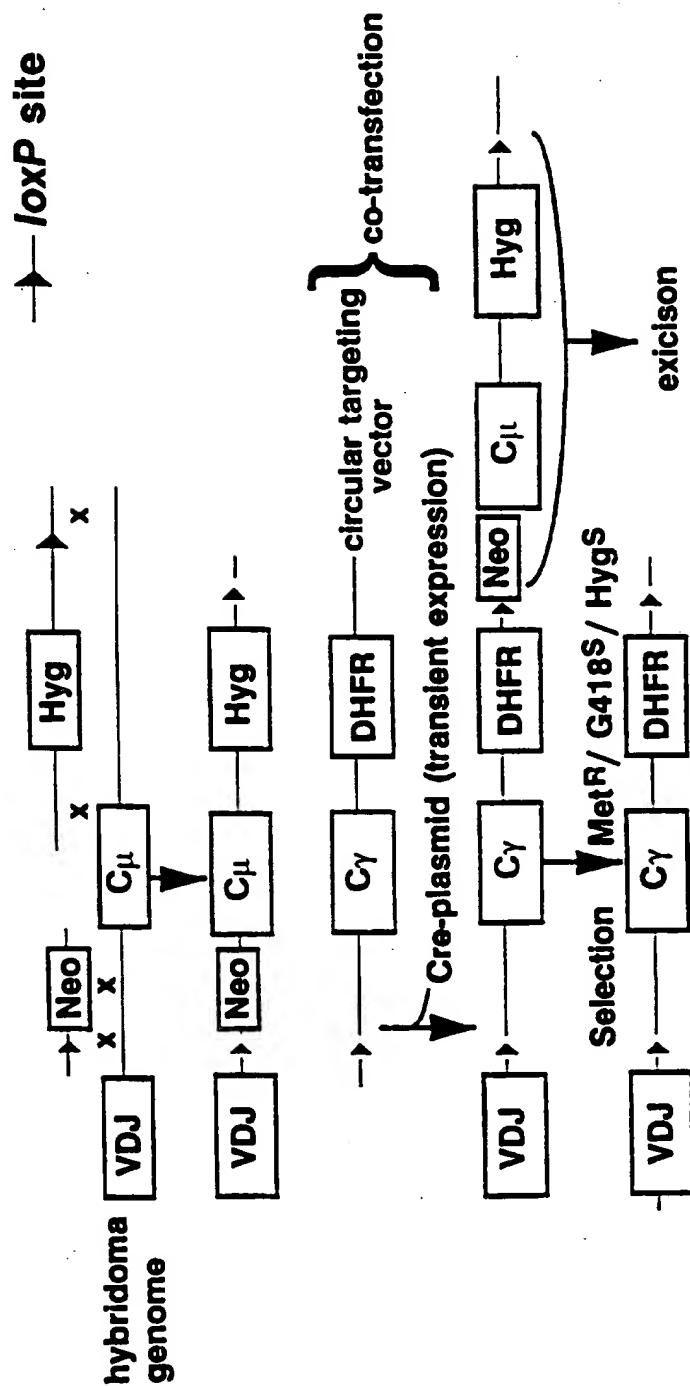 loxP site
hybridoma
genome
Neo
Hyg
x x x x
VDJ
Cμ
VDJ
Neo
Cμ
Hyg
Cγ
DHFR
circular targeting
vector
co-transfection
Cre-plasmid (transient expression)
VDJ
Cγ
DHFR
Neo
Cμ
Hyg
Selection MetR/ G418S/ HygS
exicison
VDJ
Cγ
DHFR